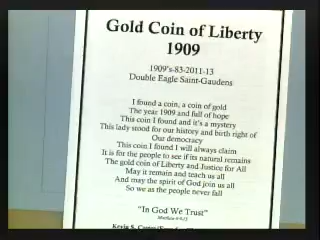 Gold Coin of Liberty
1909
1909's-83-2011-13
Double Eagle Saint-Gaudens
I found a coin, a coin of gold
The year 1909 and full of hope
This coin I found and it's a mystery
This lady stood for our history and birth right of
Our democracy
This coin I found I will always claim
It is for the people to see if its natural remains
The gold coin of Liberty and Justice For All
May it remain and teach us all
And may the spirit of God join us all
So we as the people never fall
"In God We Trust"
Kevin S.